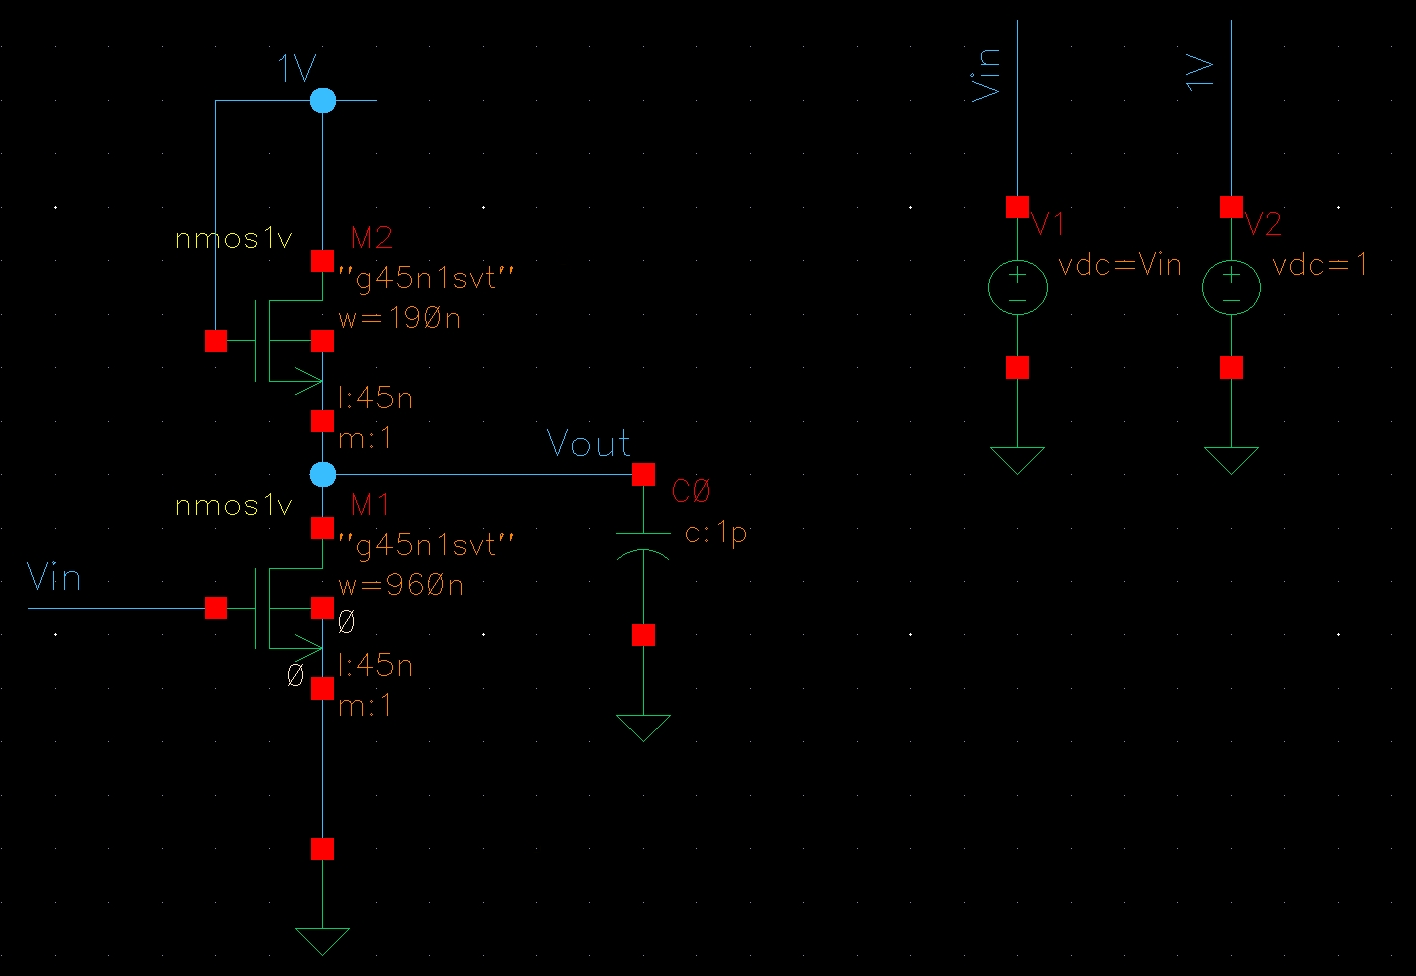 1V
nmos1v
M2
"g45n1svt"
w=190n
l:45n
m:1
Vout
nmos1v
M1
"g45n1svt"
w=960n
0
0
l:45n
m:1
Vin
C0
c:1p
Vin
V1
vdc=Vin
1V
V2
vdc=1